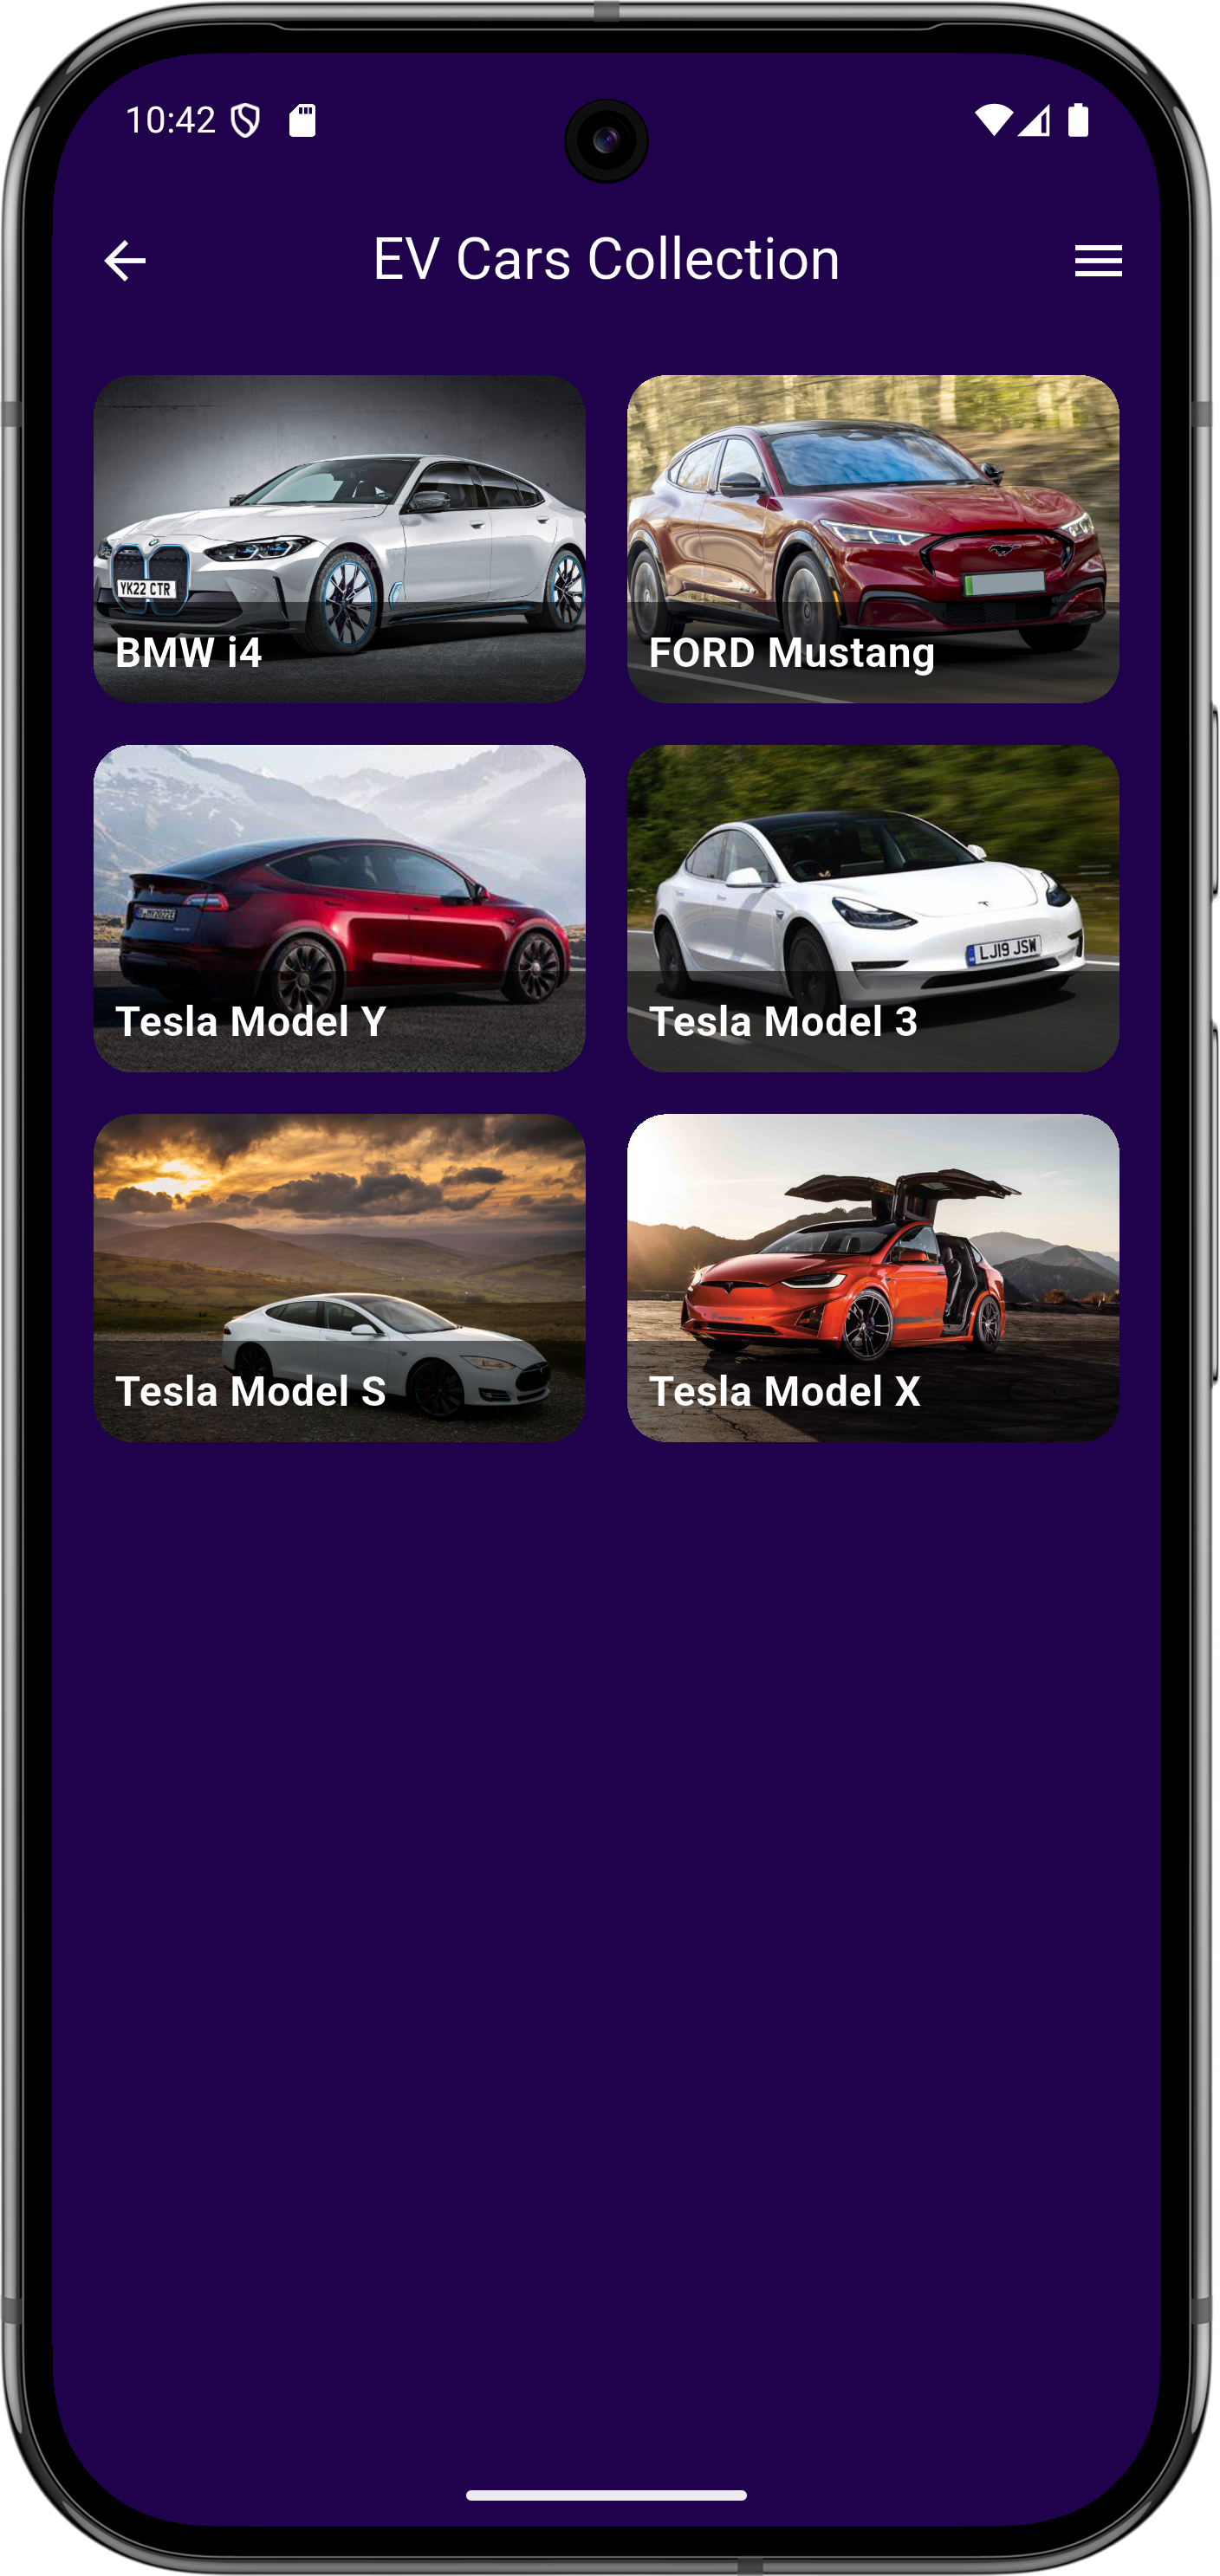 10:42
EV Cars Collection
YK22 CTR
BMW i4
FORD Mustang
Tesla Model Y
LJ19 JSW
Tesla Model 3
Tesla Model S
Tesla Model X